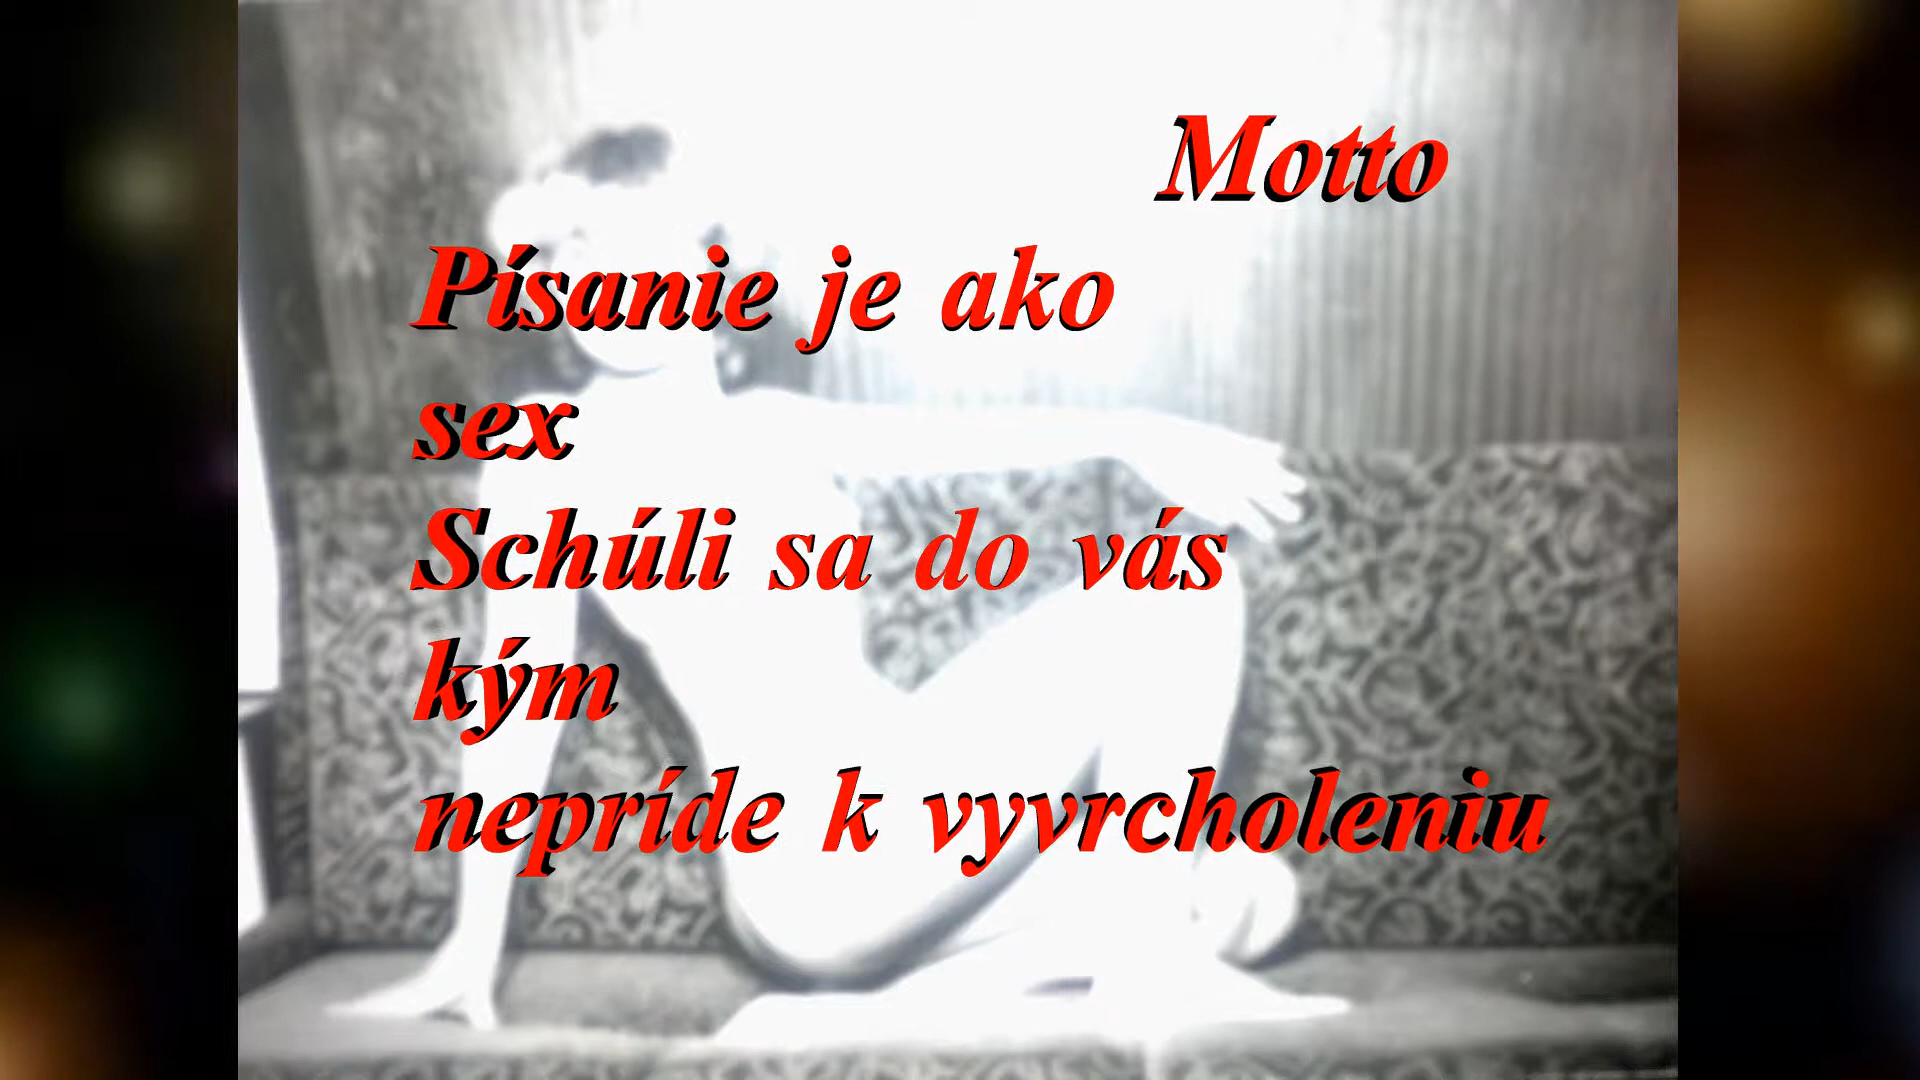 Motto
Písanie je ako
sex
Schúli sa do vás
kým
nepríde k vyvrcholeniu